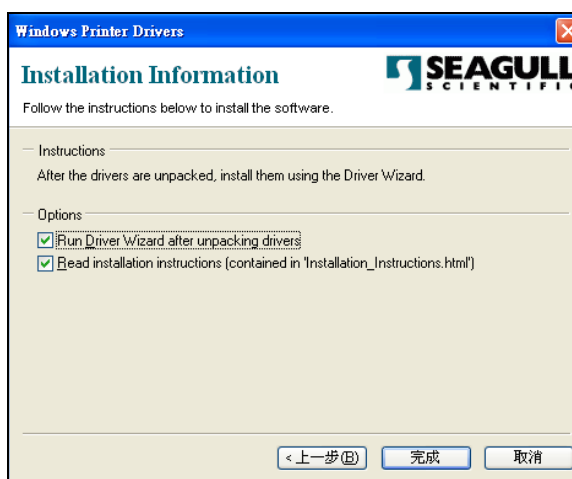 Windows Printer Drivers
Installation Information
SEAGULL
SCIENTIFIC
Follow the instructions below to install the software.
Instructions
After the drivers are unpacked, install them using the Driver Wizard.
Options
Run Driver Wizard after unpacking drivers
Read installation instructions (contained in 'Installation_Instructions.html')
< 上一步(B)
完成
取消